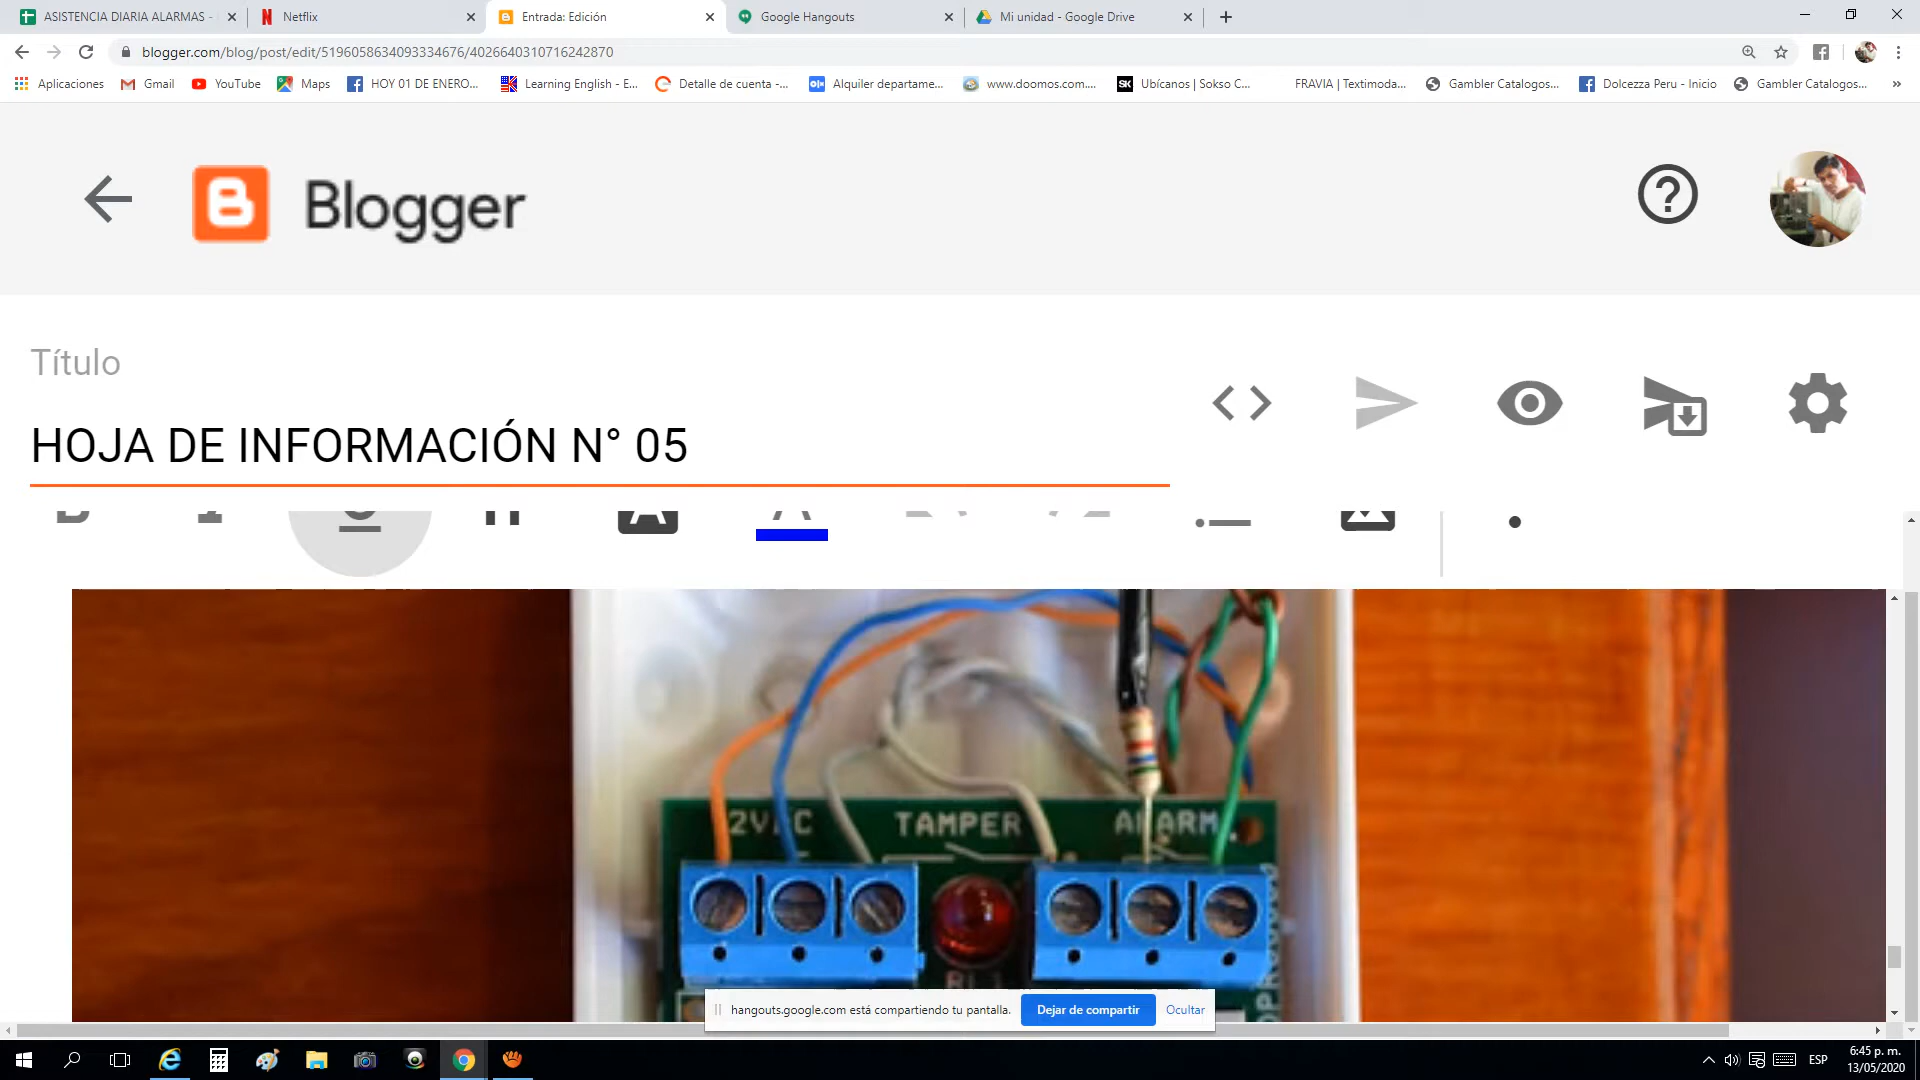 ASISTENCIA DIARIA ALARMAS -
Netflix
Entrada: Edición
Google Hangouts
Mi unidad - Google Drive
blogger.com/blog/post/edit/5196058634093334676/4026640310716242870
Aplicaciones
Gmail
YouTube
Maps
HOY 01 DE ENERO...
Learning English - E...
Detalle de cuenta -...
Alquiler departame...
www.doomos.com....
Ubícanos | Sokso C...
FRAVIA | Textimoda...
Gambler Catalogos...
Dolcezza Peru - Inicio
Gambler Catalogos...
Blogger
Título
HOJA DE INFORMACIÓN N° 05
TAMPER
ALARM
hangouts.google.com está compartiendo tu pantalla.
Dejar de compartir
Ocultar
ESP
6:45 p. m.
13/05/2020